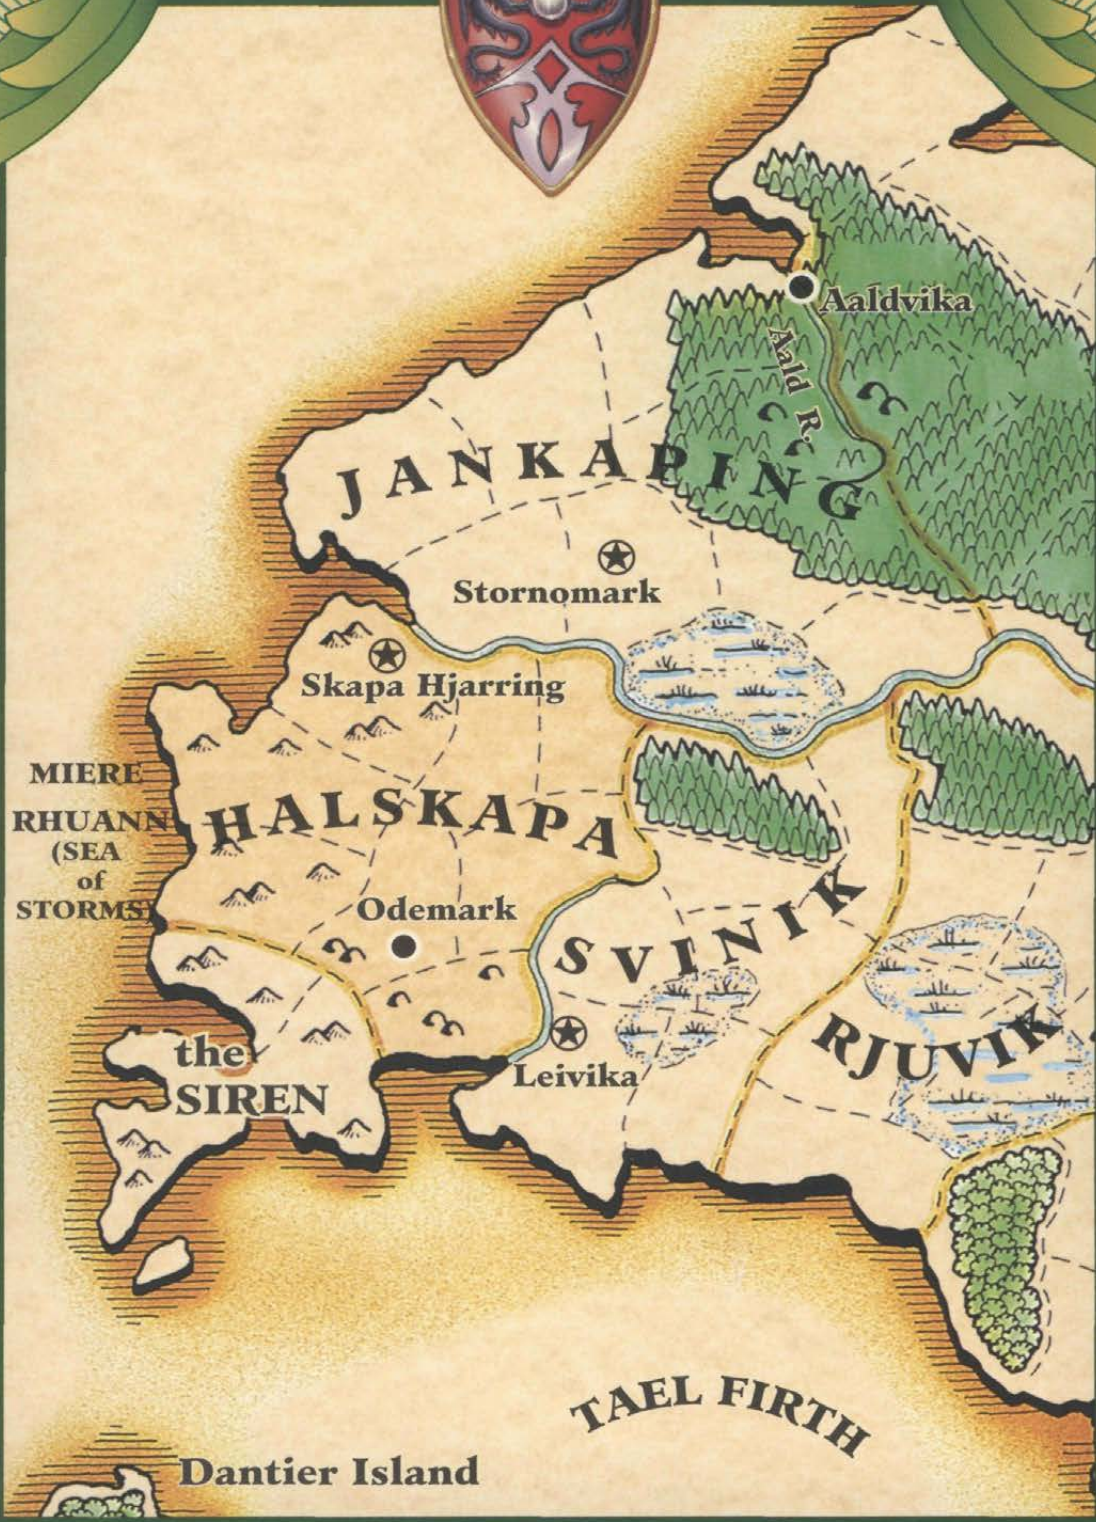 Aaldvika
Aald R.
JANKAPING
Stornomark
Skapa Hjarring
MIERE
RHUANN
(SEA
of
STORMS)
HALSKAPA
Odemark
SVINIK
RJUVIK
the
SIREN
Leivika
TAEL FIRTH
Dantier Island